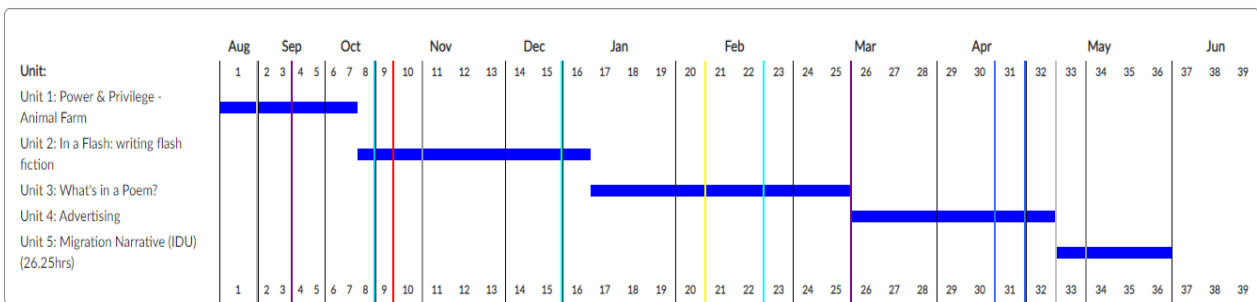 Aug Sep Oct Nov Dec Jan Feb Mar Apr May Jun
Unit: 1 2 3 4 5 6 7 8 9 10 11 12 13 14 15 16 17 18 19 20 21 22 23 24 25 26 27 28 29 30 31 32 33 34 35 36 37 38 39
Unit 1: Power & Privilege -
Animal Farm
Unit 2: In a Flash: writing flash
fiction
Unit 3: What's in a Poem?
Unit 4: Advertising
Unit 5: Migration Narrative (IDU)
(26.25hrs)
1 2 3 4 5 6 7 8 9 10 11 12 13 14 15 16 17 18 19 20 21 22 23 24 25 26 27 28 29 30 31 32 33 34 35 36 37 38 39